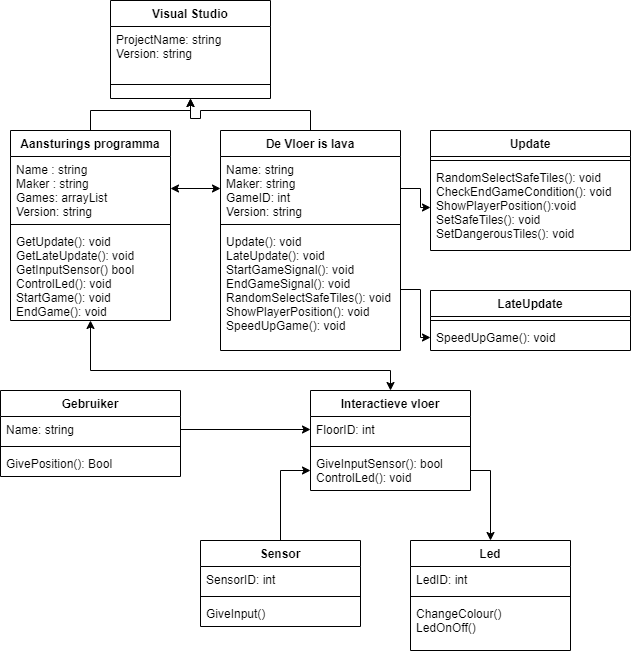 Visual Studio
ProjectName: string
Version: string
Aansturings programma
Name : string
Maker : string
Games: arrayList
Version: string
GetUpdate(): void
GetLateUpdate(): void
GetInputSensor() bool
ControlLed(): void
StartGame(): void
EndGame(): void
De Vloer is lava
Name: string
Maker: string
GameID: int
Version: string
Update(): void
LateUpdate(): void
StartGameSignal(): void
EndGameSignal(): void
RandomSelectSafeTiles(): void
ShowPlayerPosition(): void
SpeedUpGame(): void
Update
RandomSelectSafeTiles(): void
CheckEndGameCondition(): void
ShowPlayerPosition():void
SetSafeTiles(): void
SetDangerousTiles(): void
LateUpdate
SpeedUpGame(): void
Gebruiker
Name: string
GivePosition(): Bool
Interactieve vloer
FloorID: int
GiveInputSensor(): bool
ControlLed(): void
Sensor
SensorID: int
GiveInput()
Led
LedID: int
ChangeColour()
LedOnOff()